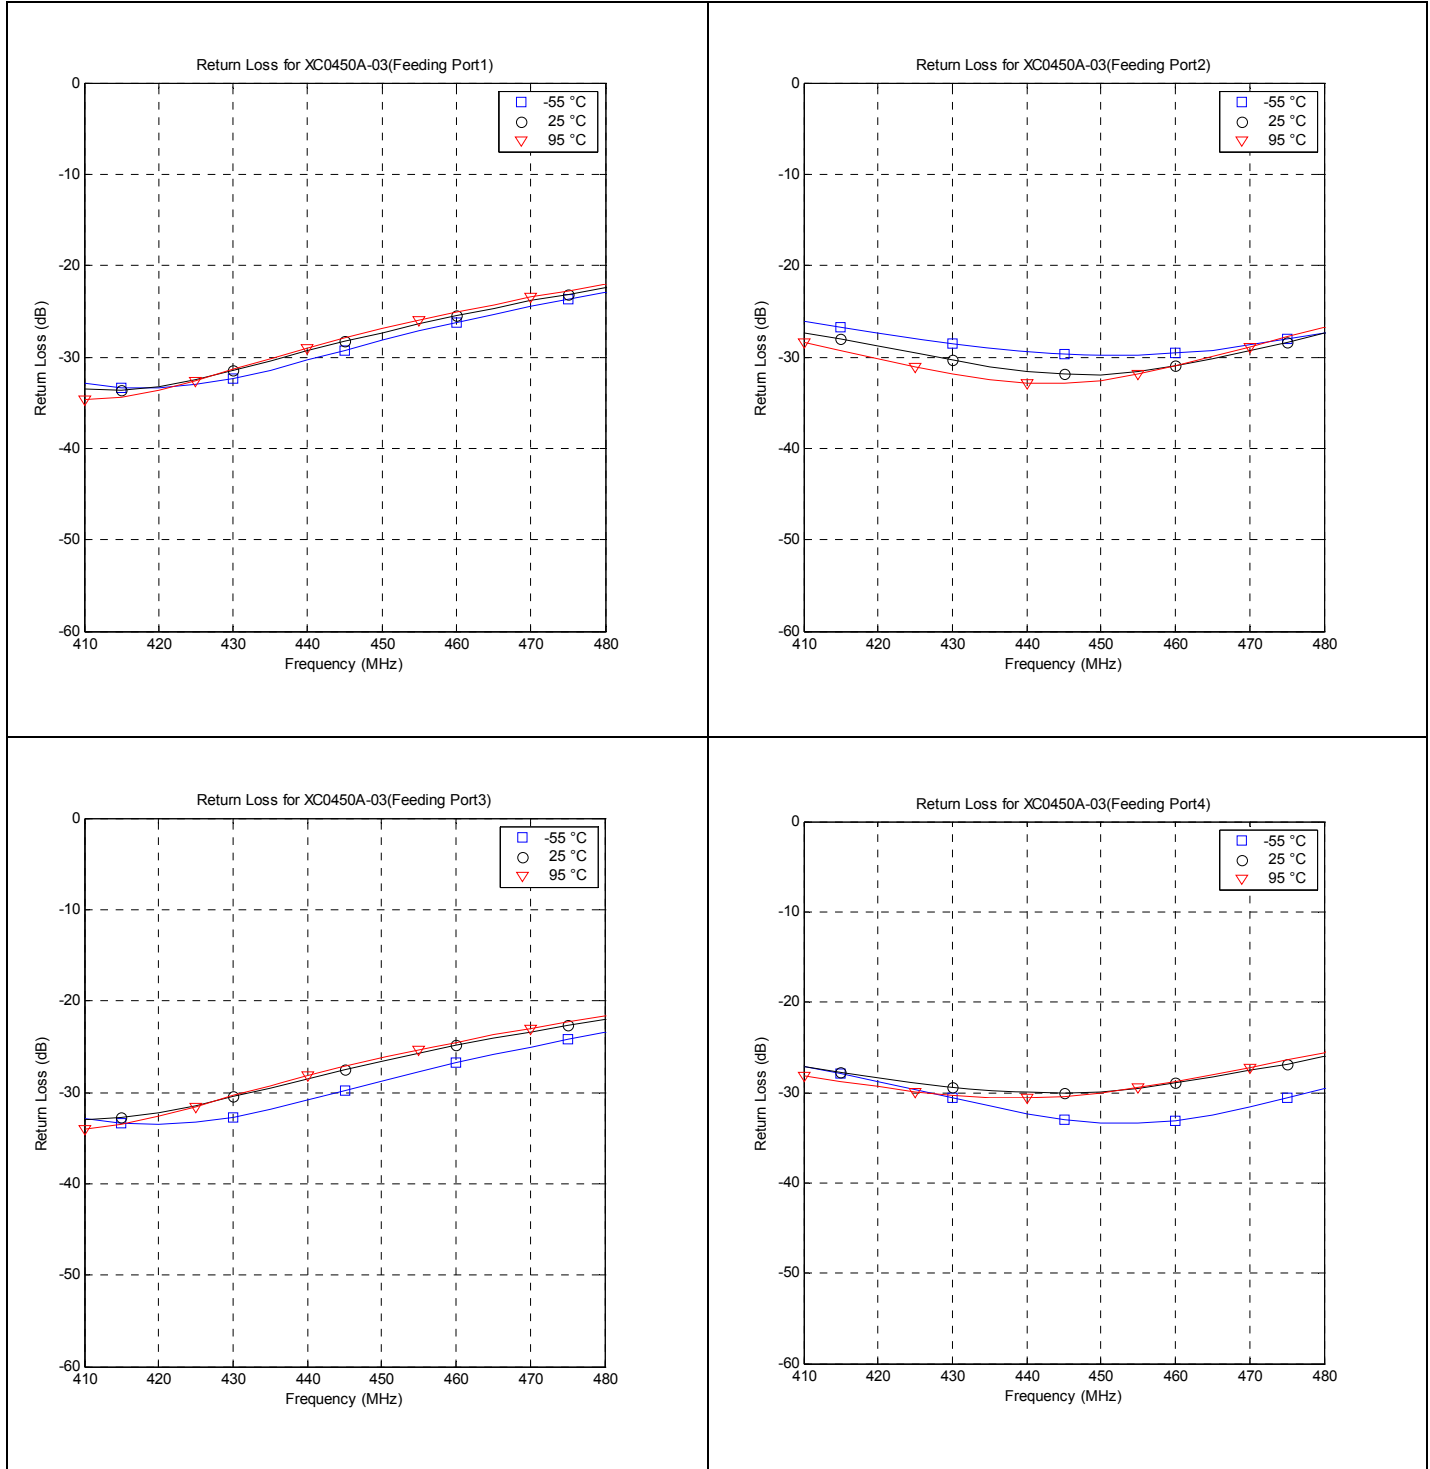 Return Loss for XC0450A-03(Feeding Port1)
0
-10
-20
-30
-40
-50
-60
410 420 430 440 450 460 470 480
Frequency (MHz)
Return Loss (dB)
-55 °C
25 °C
95 °C
Return Loss for XC0450A-03(Feeding Port2)
0
-10
-20
-30
-40
-50
-60
410 420 430 440 450 460 470 480
Frequency (MHz)
Return Loss (dB)
-55 °C
25 °C
95 °C
Return Loss for XC0450A-03(Feeding Port3)
0
-10
-20
-30
-40
-50
-60
410 420 430 440 450 460 470 480
Frequency (MHz)
Return Loss (dB)
-55 °C
25 °C
95 °C
Return Loss for XC0450A-03(Feeding Port4)
0
-10
-20
-30
-40
-50
-60
410 420 430 440 450 460 470 480
Frequency (MHz)
Return Loss (dB)
-55 °C
25 °C
95 °C